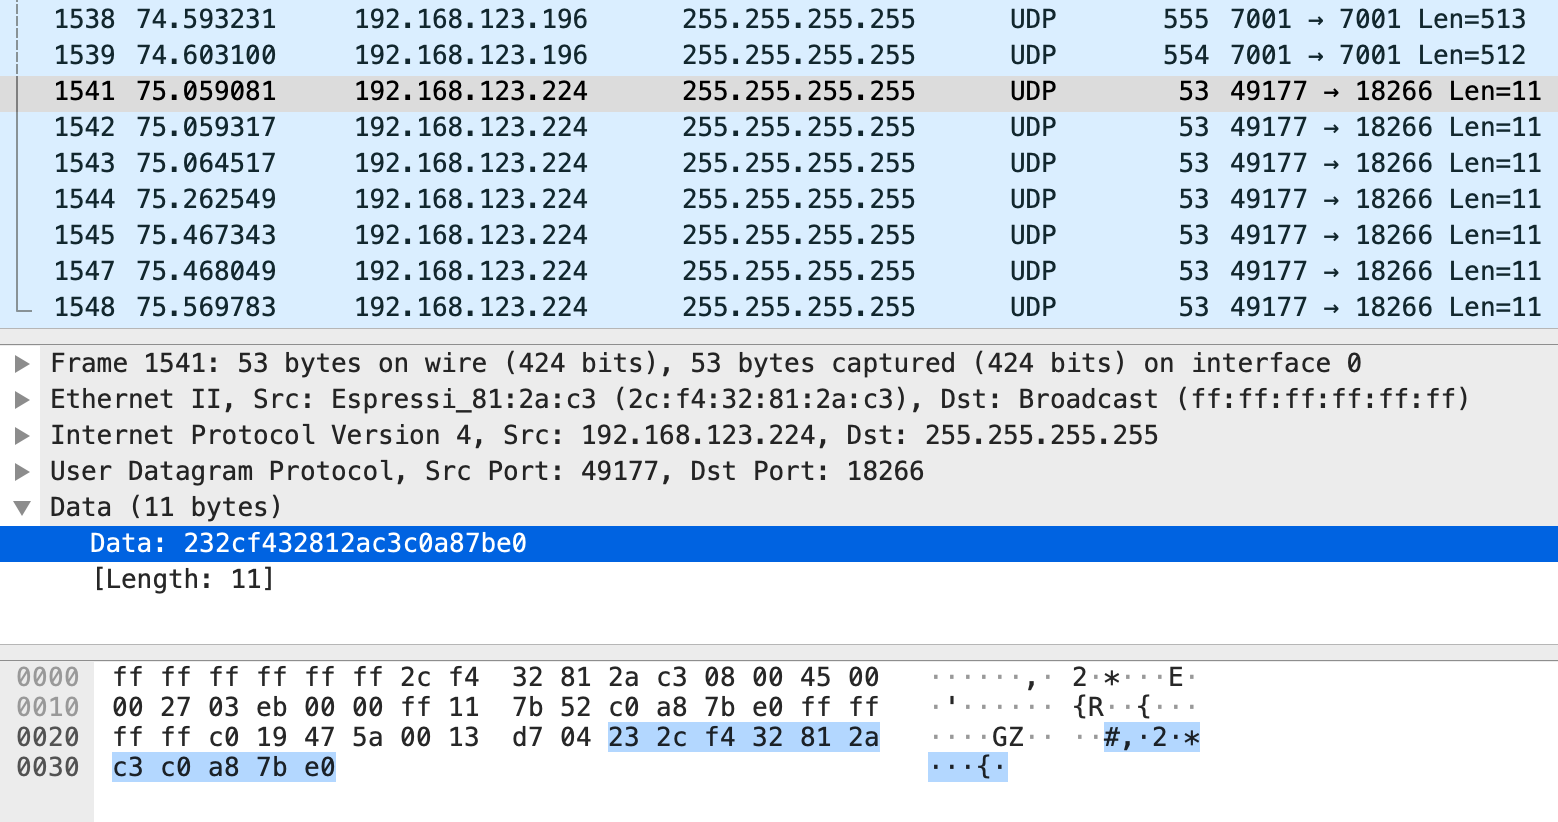 1538 74.593231 192.168.123.196 255.255.255.255 UDP 555 7001 → 7001 Len=513
1539 74.603100 192.168.123.196 255.255.255.255 UDP 554 7001 → 7001 Len=512
1541 75.059081 192.168.123.224 255.255.255.255 UDP 53 49177 → 18266 Len=11
1542 75.059317 192.168.123.224 255.255.255.255 UDP 53 49177 → 18266 Len=11
1543 75.064517 192.168.123.224 255.255.255.255 UDP 53 49177 → 18266 Len=11
1544 75.262549 192.168.123.224 255.255.255.255 UDP 53 49177 → 18266 Len=11
1545 75.467343 192.168.123.224 255.255.255.255 UDP 53 49177 → 18266 Len=11
1547 75.468049 192.168.123.224 255.255.255.255 UDP 53 49177 → 18266 Len=11
1548 75.569783 192.168.123.224 255.255.255.255 UDP 53 49177 → 18266 Len=11
Frame 1541: 53 bytes on wire (424 bits), 53 bytes captured (424 bits) on interface 0
Ethernet II, Src: Espressi_81:2a:c3 (2c:f4:32:81:2a:c3), Dst: Broadcast (ff:ff:ff:ff:ff:ff)
Internet Protocol Version 4, Src: 192.168.123.224, Dst: 255.255.255.255
User Datagram Protocol, Src Port: 49177, Dst Port: 18266
Data (11 bytes)
Data: 232cf432812ac3c0a87be0
[Length: 11]
0000 ff ff ff ff ff ff 2c f4 32 81 2a c3 08 00 45 00 ······,· 2·*···E·
0010 00 27 03 eb 00 00 ff 11 7b 52 c0 a8 7b e0 ff ff ·'······ {R··{···
0020 ff ff c0 19 47 5a 00 13 d7 04 23 2c f4 32 81 2a ····GZ·· ··#,·2·*
0030 c3 c0 a8 7b e0 ···{·